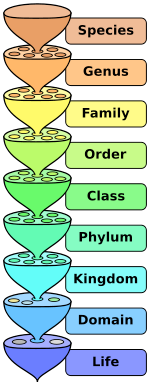 Species
Genus
Family
Order
Class
Phylum
Kingdom
Domain
Life